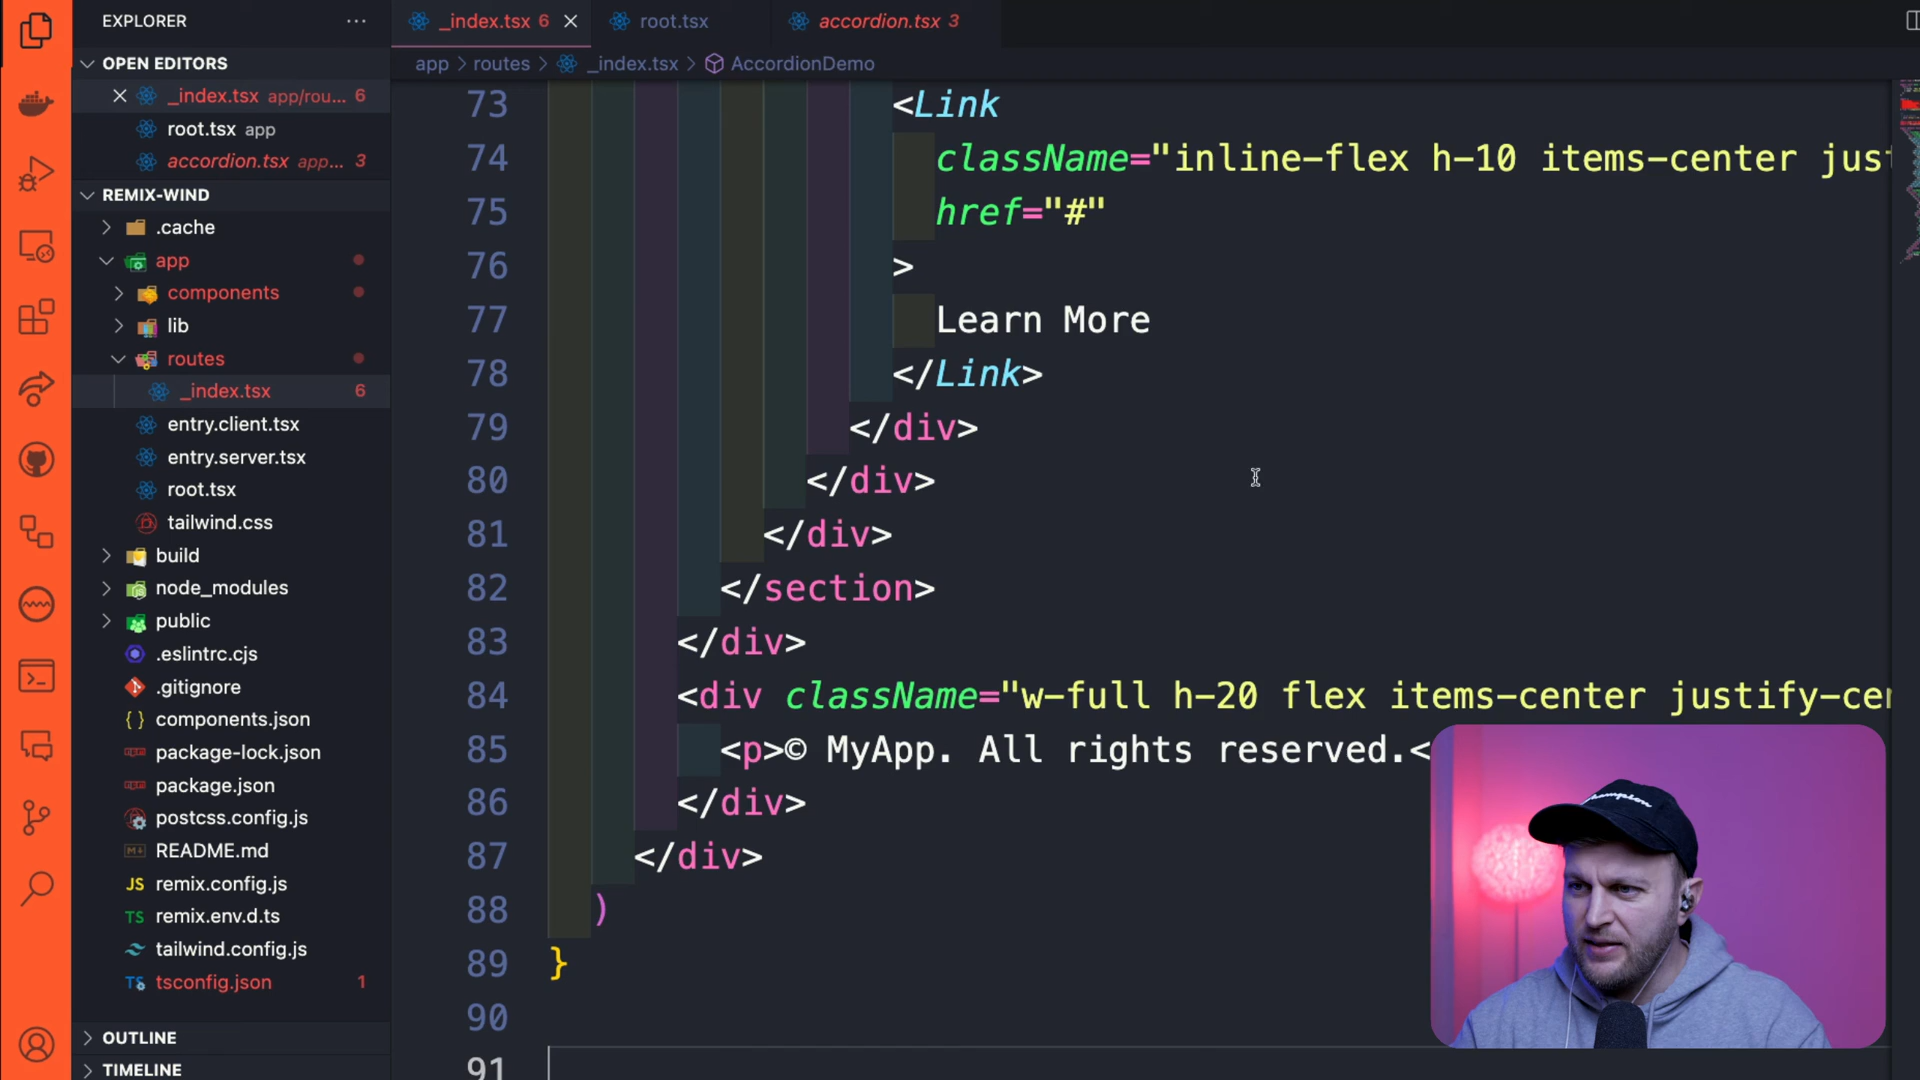 EXPLORER
OPEN EDITORS
_index.tsx app/rou... 6
root.tsx app
accordion.tsx app... 3
REMIX-WIND
.cache
app
components
lib
routes
_index.tsx 6
entry.client.tsx
entry.server.tsx
root.tsx
tailwind.css
build
node_modules
public
.eslintrc.cjs
.gitignore
{ } components.json
package-lock.json
package.json
postcss.config.js
README.md
JS remix.config.js
TS remix.env.d.ts
tailwind.config.js
TS tsconfig.json 1
OUTLINE
TIMELINE
_index.tsx 6
root.tsx
accordion.tsx 3
app > routes > _index.tsx > AccordionDemo
73 <Link
74 className="inline-flex h-10 items-center jus
75 href="#"
76 >
77 Learn More
78 </Link>
79 </div>
80 </div>
81 </div>
82 </section>
83 </div>
84 <div className="w-full h-20 flex items-center justify-cen
85 <p>© MyApp. All rights reserved.<
86 </div>
87 </div>
88 )
89 }
90
91